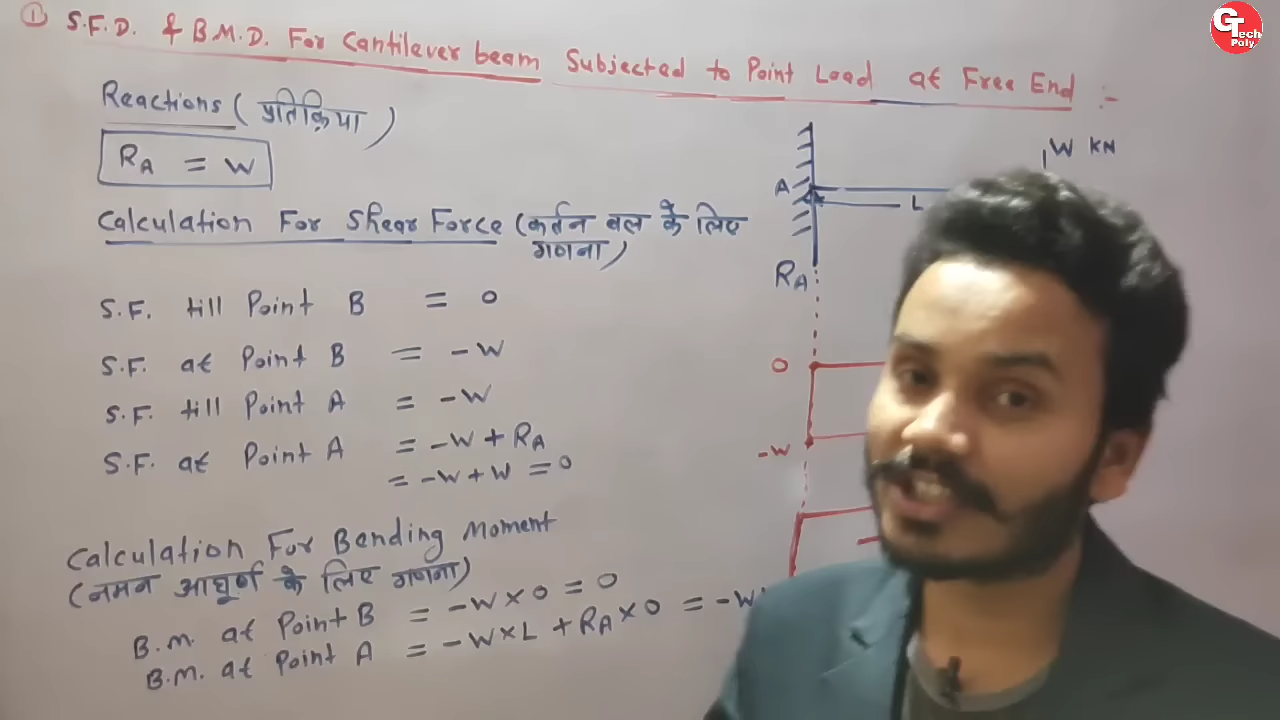 ① S.F.D. & B.M.D. For Cantilever beam Subjected to Point Load at Free End :-
Reactions (प्रतिक्रिया)
RA = W
Calculation For Shear Force (कर्तन बल के लिए
गणना)
S.F. till Point B = 0
S.F. at Point B = -W
S.F. till Point A = -W
S.F. at Point A = -W + RA
= -W + W = 0
Calculation For Bending Moment
(नमन आघूर्ण के लिए गणना)
B.M. at Point B = -W × 0 = 0
B.M. at Point A = -W × L + RA × 0 = -W
W KN
A
L
RA
0
-W
GTech
Poly